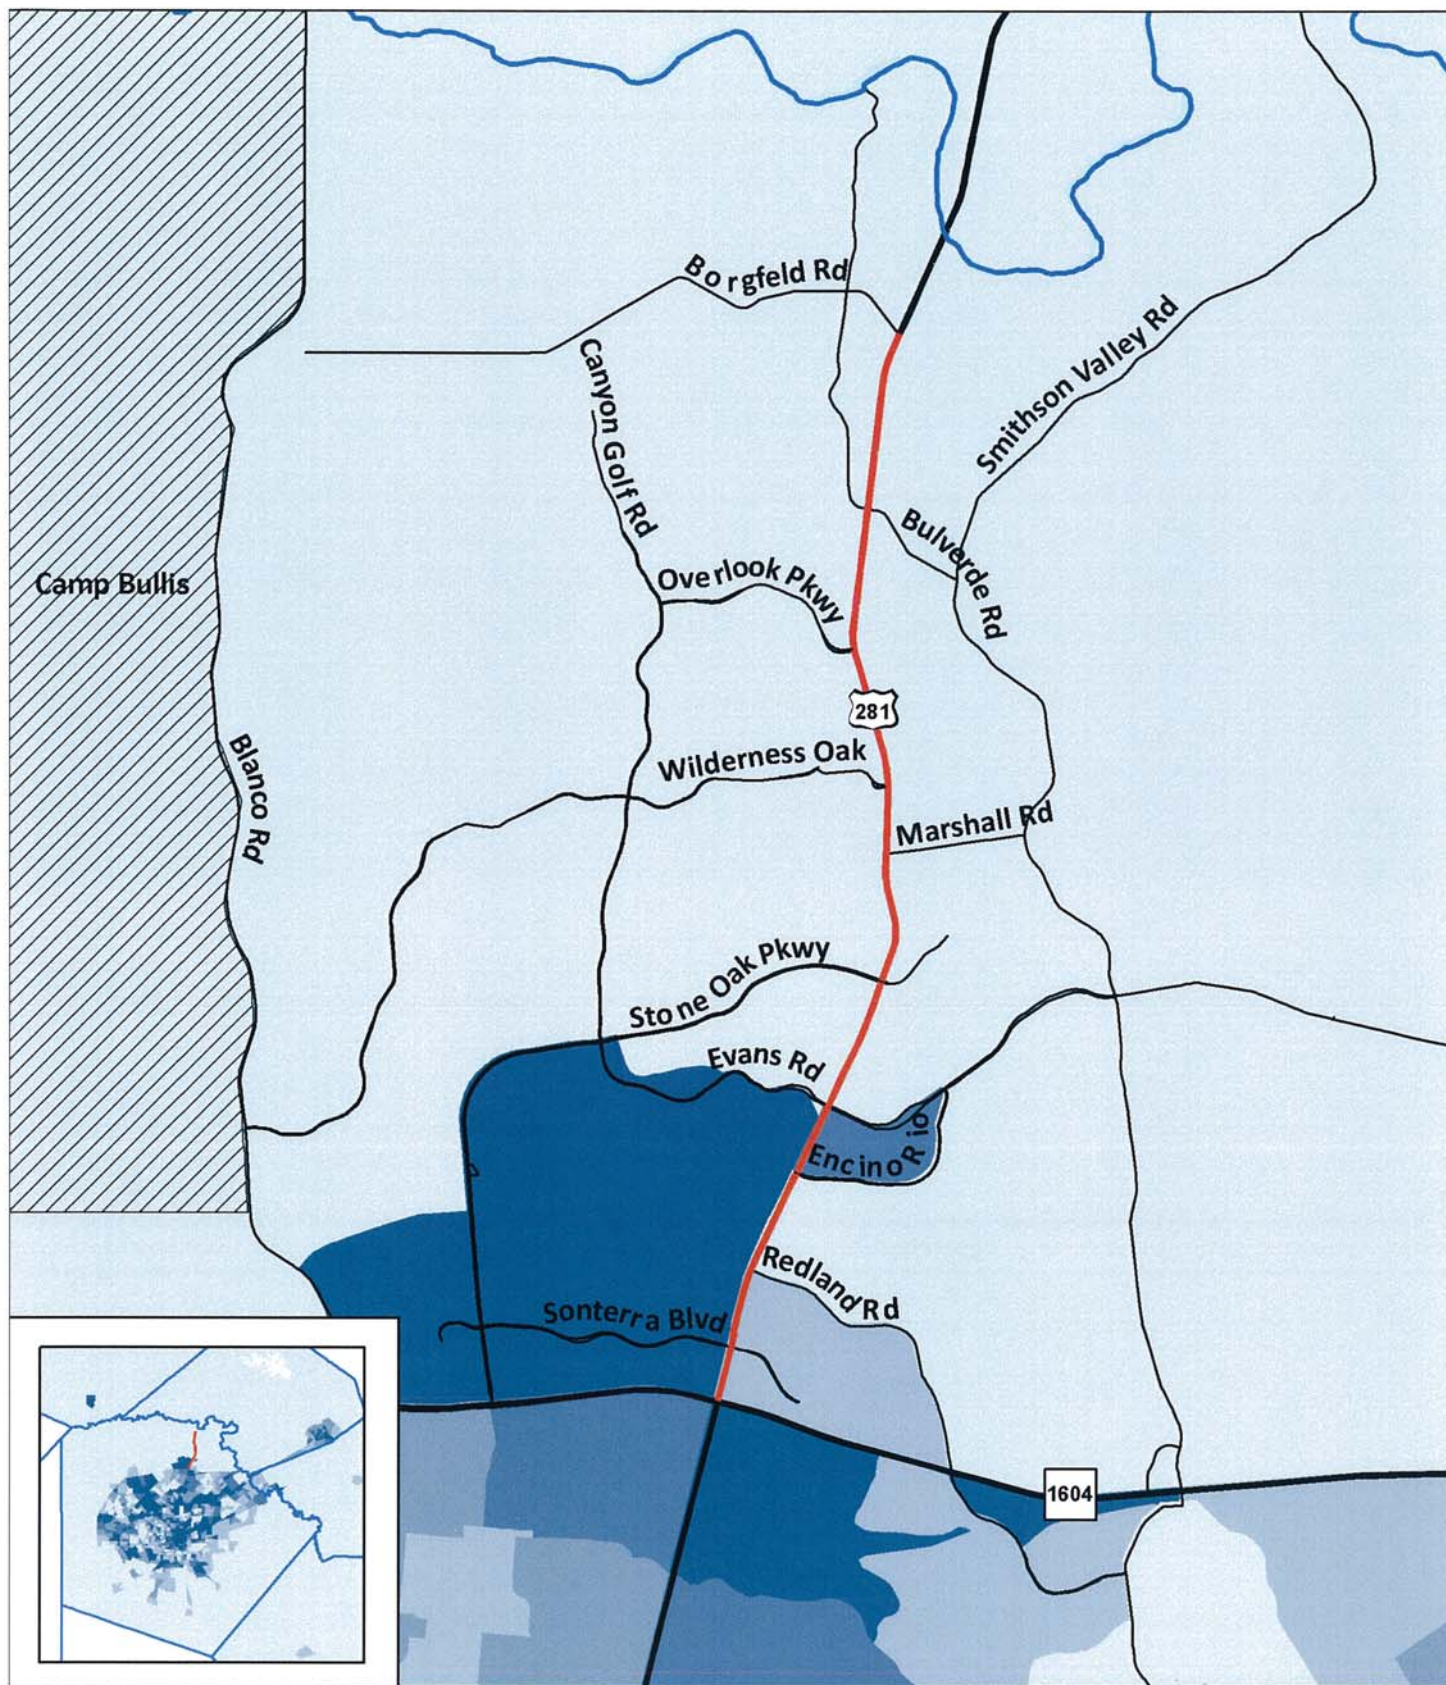 Borgfeld Rd
Smithson Valley Rd
Canyon Golf Rd
Bulverde Rd
Overlook Pkwy
Camp Bullis
281
Blanco Rd
Wilderness Oak
Marshall Rd
Stone Oak Pkwy
Evans Rd
Encino Rio
Redland Rd
Sonterra Blvd
1604